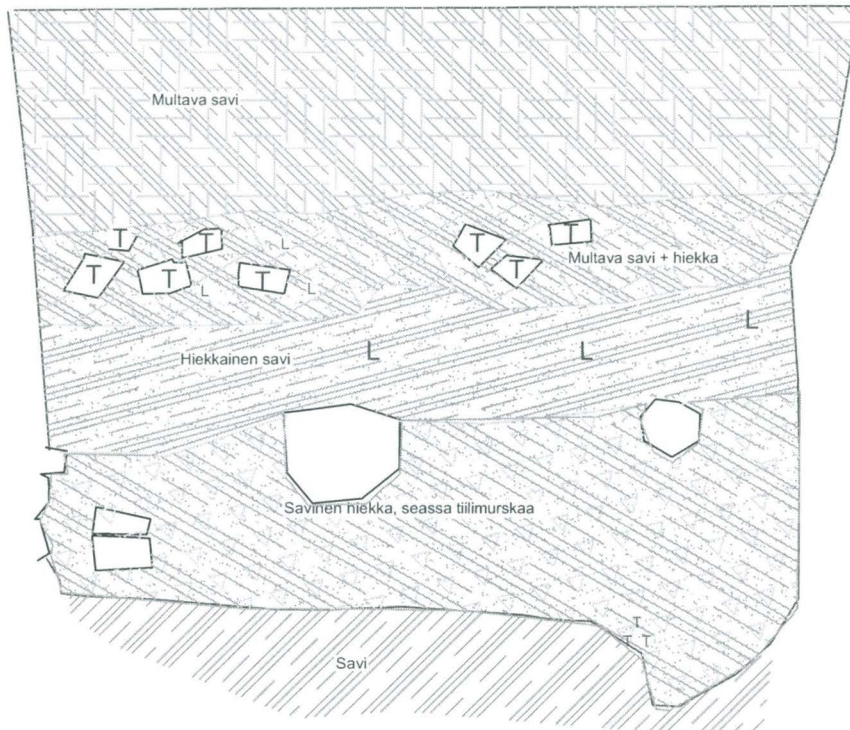 Multava savi
T T L T
T T T L T L
T Multava savi + hiekka
L
Hiekkainen savi L L
Savinen hiekka, seassa tiilimurskaa
T
T T
Savi